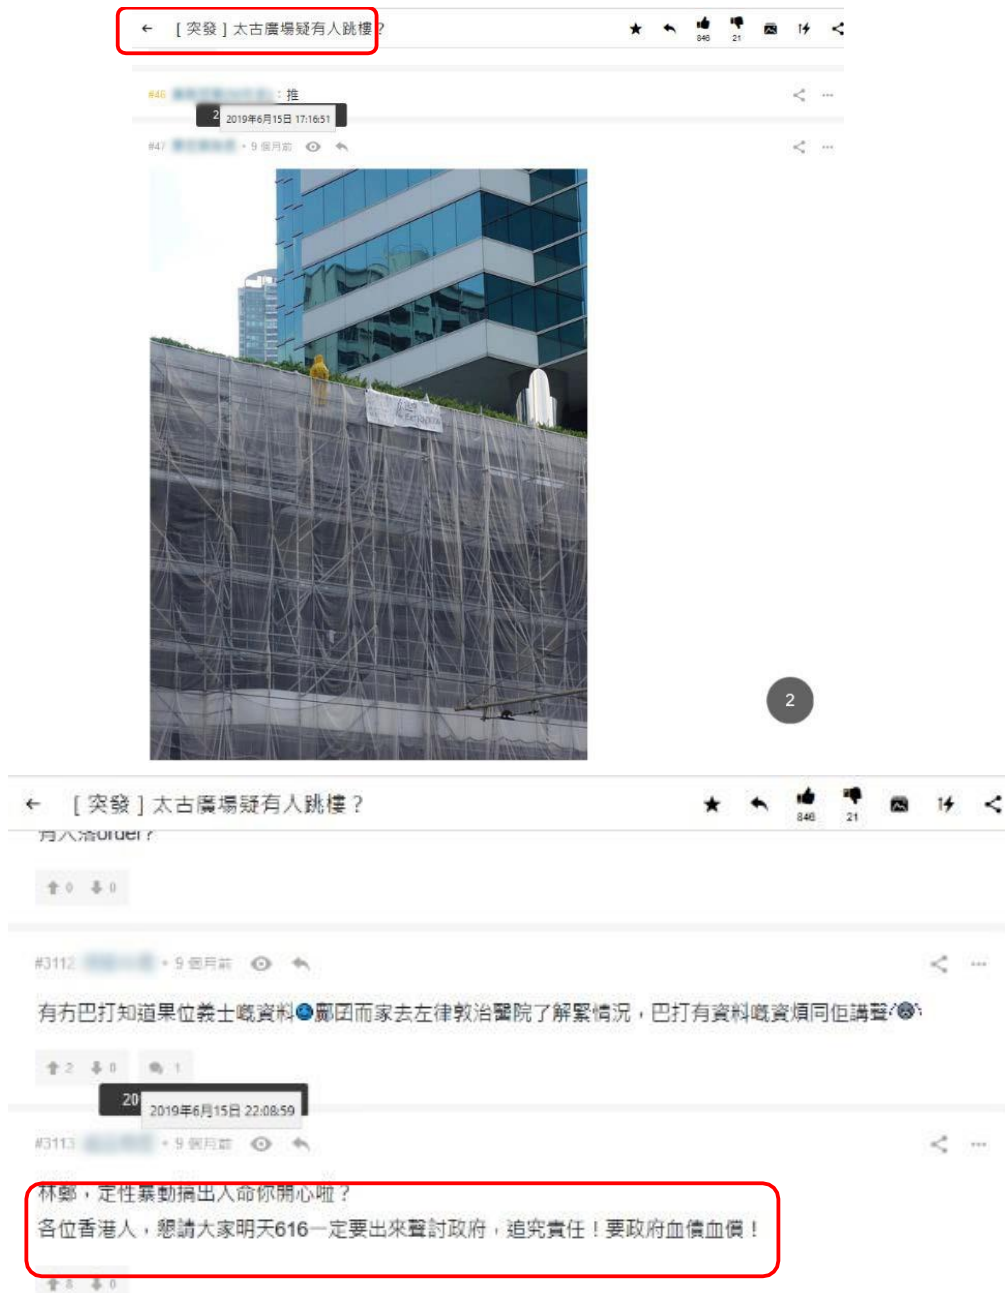 ← [ 突發 ] 太古廣場疑有人跳樓？
846 21
#46 ：推
2 2019年6月15日 17:16:51
#47 • 9 個月前
2
← [ 突發 ] 太古廣場疑有人跳樓？
846 21
有人落order？
0 0
#3112 • 9 個月前
有冇巴打知道果位義士嘅資料 鄺囝而家去左律敦治醫院了解緊情況，巴打有資料嘅資煩同佢講聲
2 0 1
20 2019年6月15日 22:08:59
#3113 • 9 個月前
林鄭，定性暴動搞出人命你開心啦？
各位香港人，懇請大家明天616一定要出來聲討政府，追究責任！要政府血債血償！
8 0